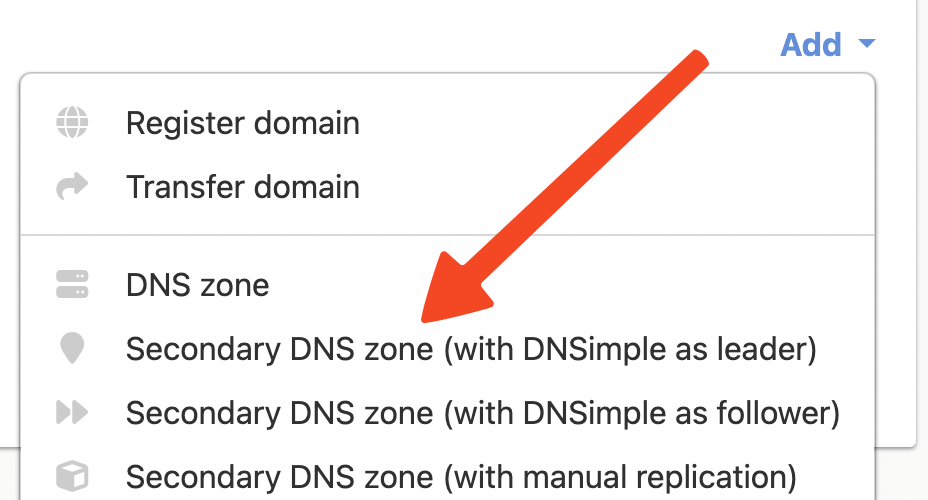 Add
Register domain
Transfer domain
DNS zone
Secondary DNS zone (with DNSimple as leader)
Secondary DNS zone (with DNSimple as follower)
Secondary DNS zone (with manual replication)